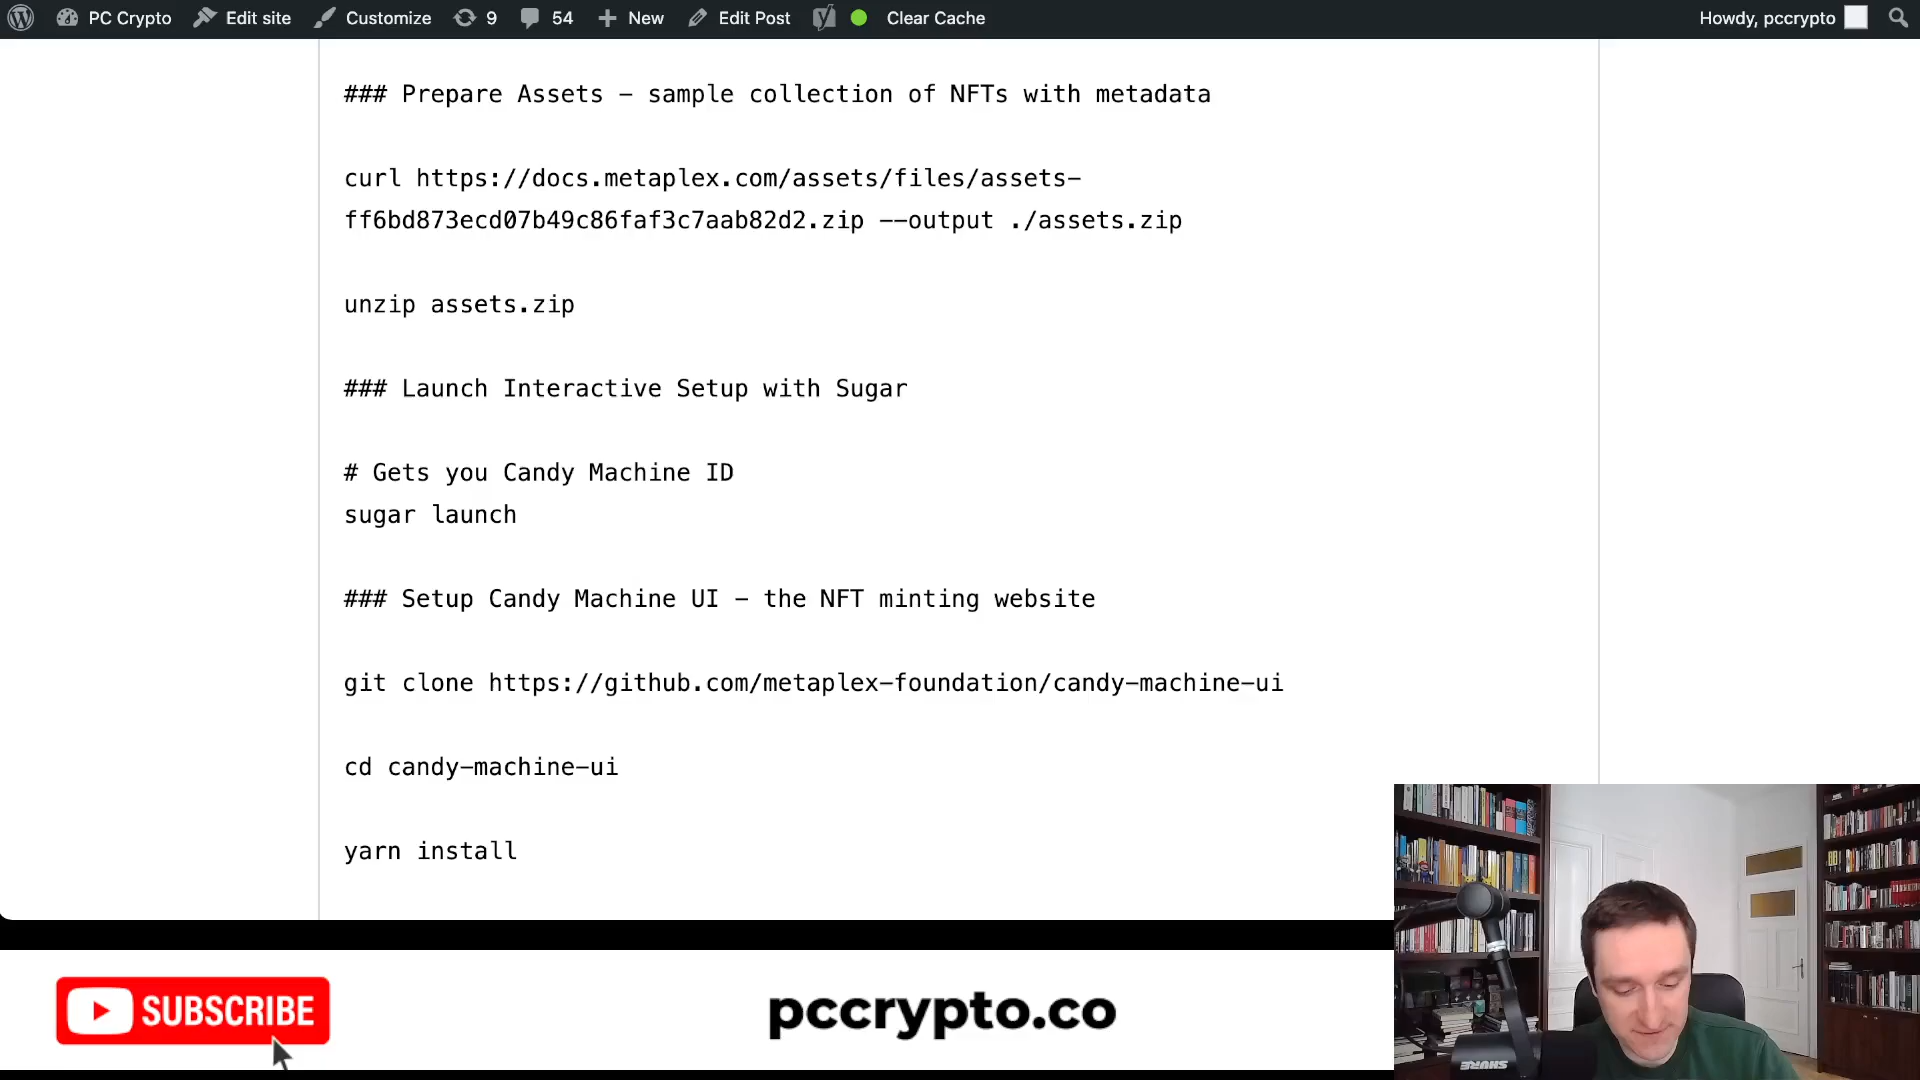 PC Crypto Edit site Customize 9 54 New Edit Post Clear Cache Howdy, pccrypto
### Prepare Assets – sample collection of NFTs with metadata
curl https://docs.metaplex.com/assets/files/assets-
ff6bd873ecd07b49c86faf3c7aab82d2.zip --output ./assets.zip
unzip assets.zip
### Launch Interactive Setup with Sugar
# Gets you Candy Machine ID
sugar launch
### Setup Candy Machine UI – the NFT minting website
git clone https://github.com/metaplex-foundation/candy-machine-ui
cd candy-machine-ui
yarn install
SUBSCRIBE
pccrypto.co
SHURE